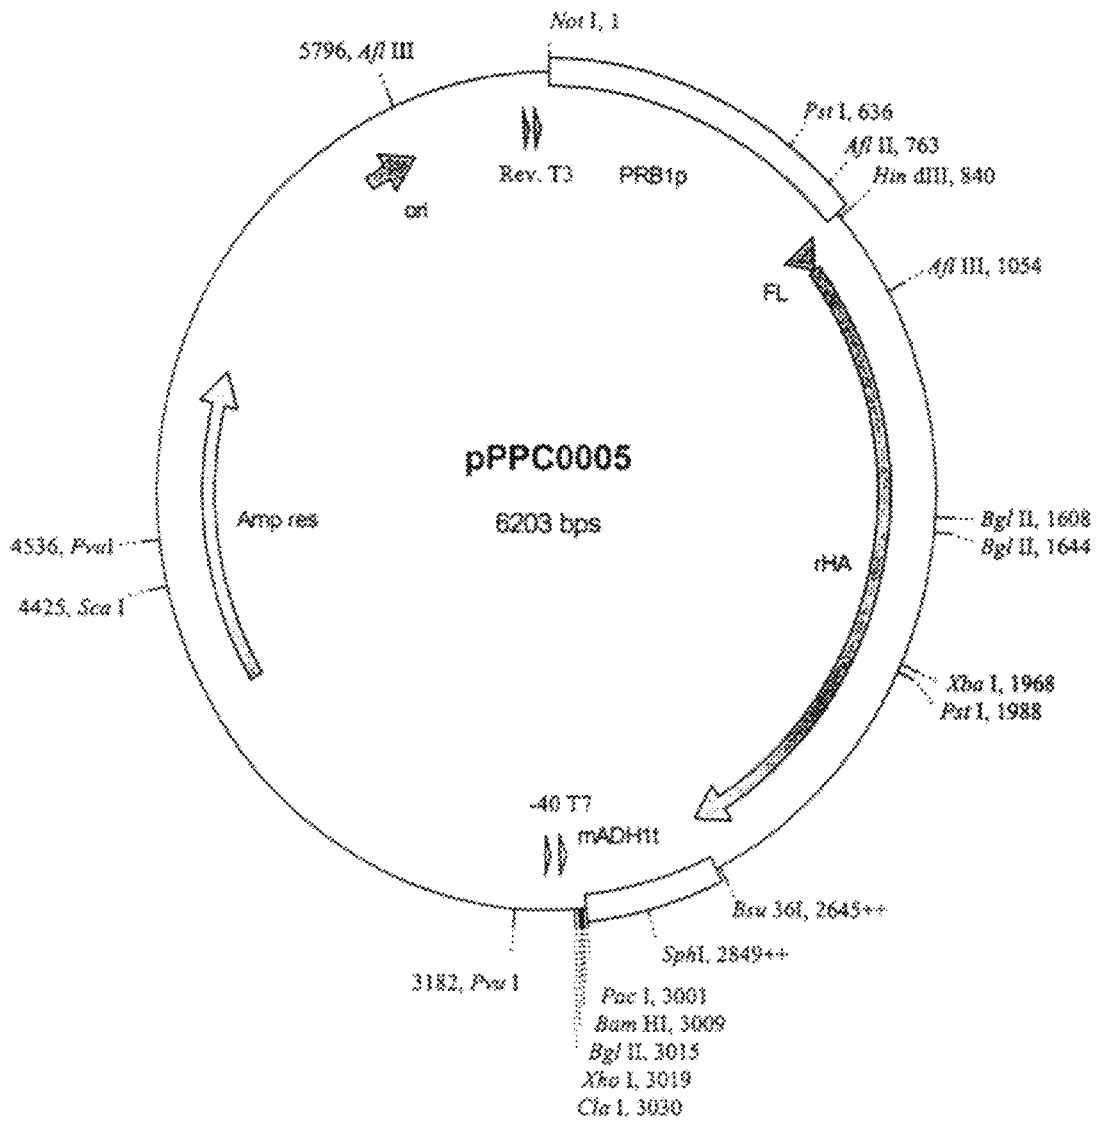 Not I, 1
5796, Afl III
Pst I, 636
Afl II, 763
Hin dIII, 840
Rev. T3
PRB1p
ori
Afl III, 1054
FL
pPPC0005
6203 bps
Amp res
Bgl II, 1608
Bgl II, 1644
4536, PvuI
rHA
4425, Sca I
Xba I, 1968
Pst I, 1988
-40 T7
mADH1t
Bsu 36I, 2645++
SphI, 2849++
3182, Pvu I
Pac I, 3001
Bam HI, 3009
Bgl II, 3015
Xho I, 3019
Cla I, 3030